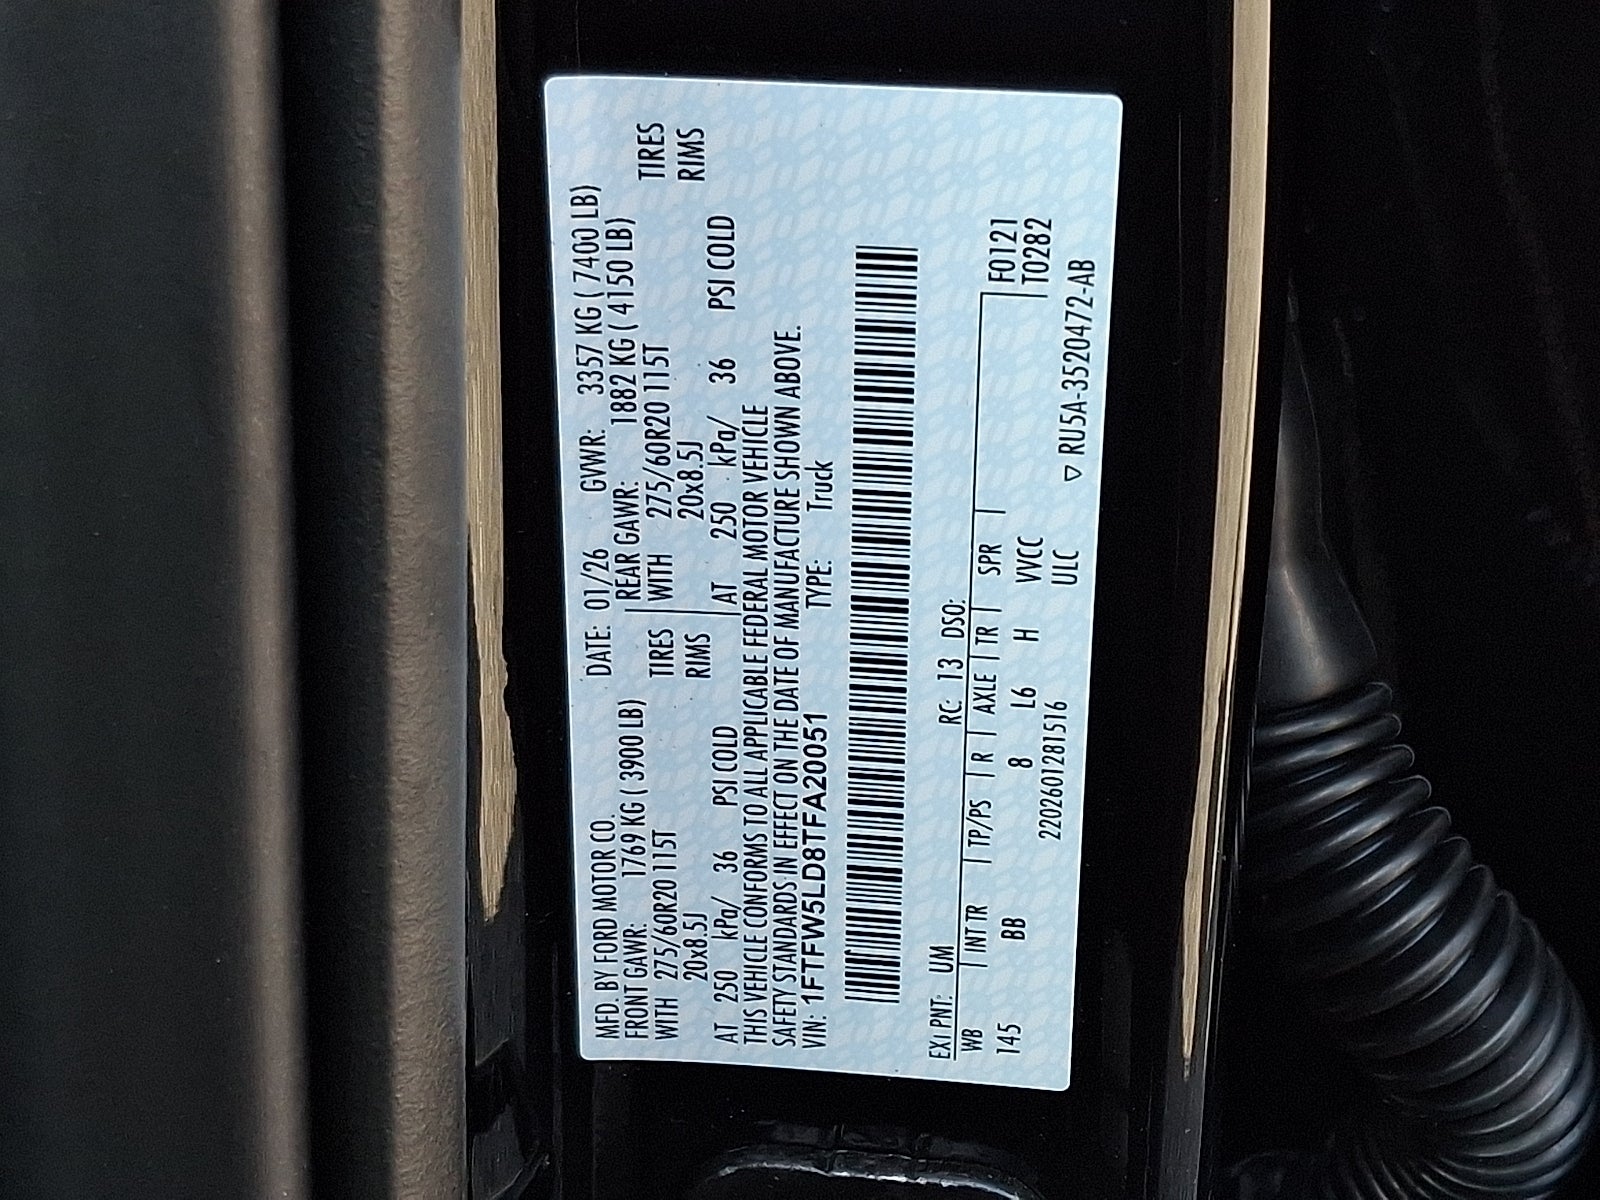 MFD. BY FORD MOTOR CO. DATE: 01/26 GVWR: 3357 KG ( 7400 LB)
FRONT GAWR: 1769 KG ( 3900 LB) REAR GAWR: 1882 KG ( 4150 LB)
WITH 275/60R20 115T TIRES WITH 275/60R20 115T TIRES
20x8.5J RIMS 20x8.5J RIMS
AT 250 kPa/ 36 PSI COLD AT 250 kPa/ 36 PSI COLD
THIS VEHICLE CONFORMS TO ALL APPLICABLE FEDERAL MOTOR VEHICLE
SAFETY STANDARDS IN EFFECT ON THE DATE OF MANUFACTURE SHOWN ABOVE.
VIN: 1FTFW5LD8TFA20051 TYPE: Truck
EXT PNT: UM RC: 13 DSO: F0121
WB INT TR TP/PS R AXLE TR SPR T0282
145 BB 8 L6 H VVCC
220260128​1516 ULC ▽ RU5A-3520472-AB